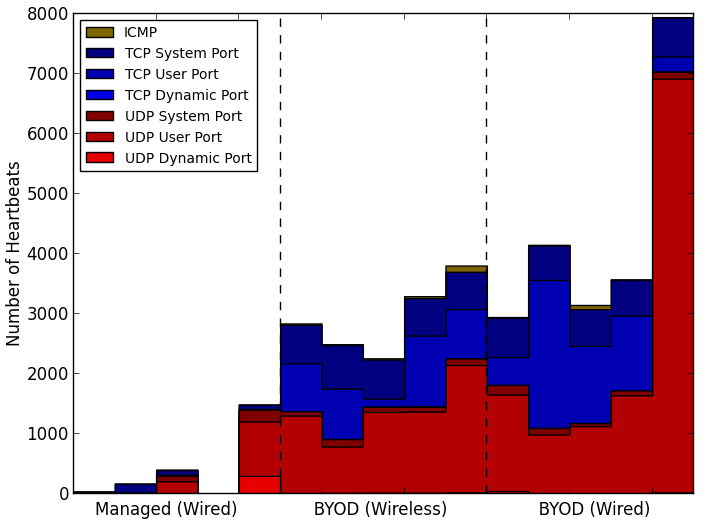 8000
7000
6000
5000
4000
3000
2000
1000
0
Number of Heartbeats
ICMP
TCP System Port
TCP User Port
TCP Dynamic Port
UDP System Port
UDP User Port
UDP Dynamic Port
Managed (Wired)
BYOD (Wireless)
BYOD (Wired)